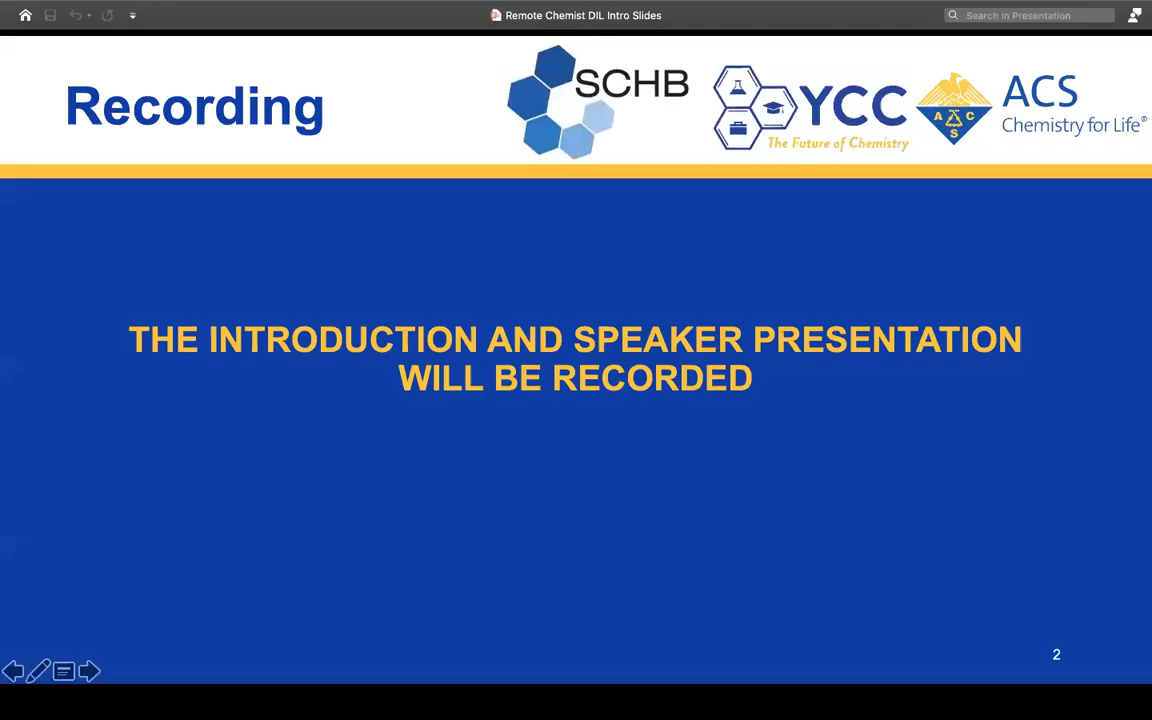 Remote Chemist DIL Intro Slides
Search in Presentation
Recording
SCHB
YCC
The Future of Chemistry
A C S
ACS
Chemistry for Life®
THE INTRODUCTION AND SPEAKER PRESENTATION
WILL BE RECORDED
2